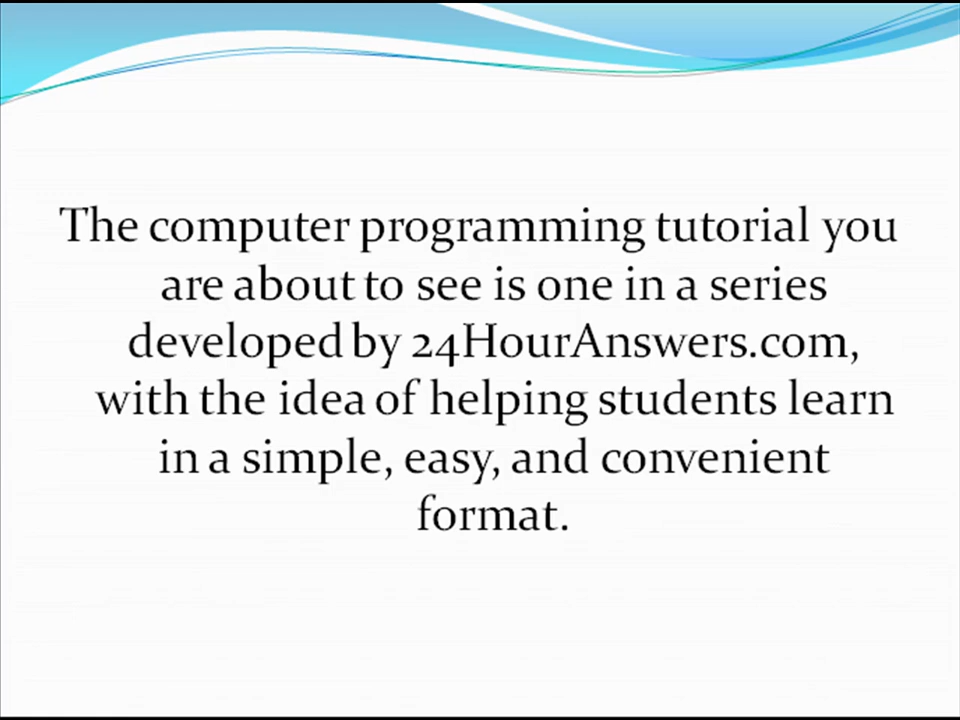 The computer programming tutorial you
are about to see is one in a series
developed by 24HourAnswers.com,
with the idea of helping students learn
in a simple, easy, and convenient
format.